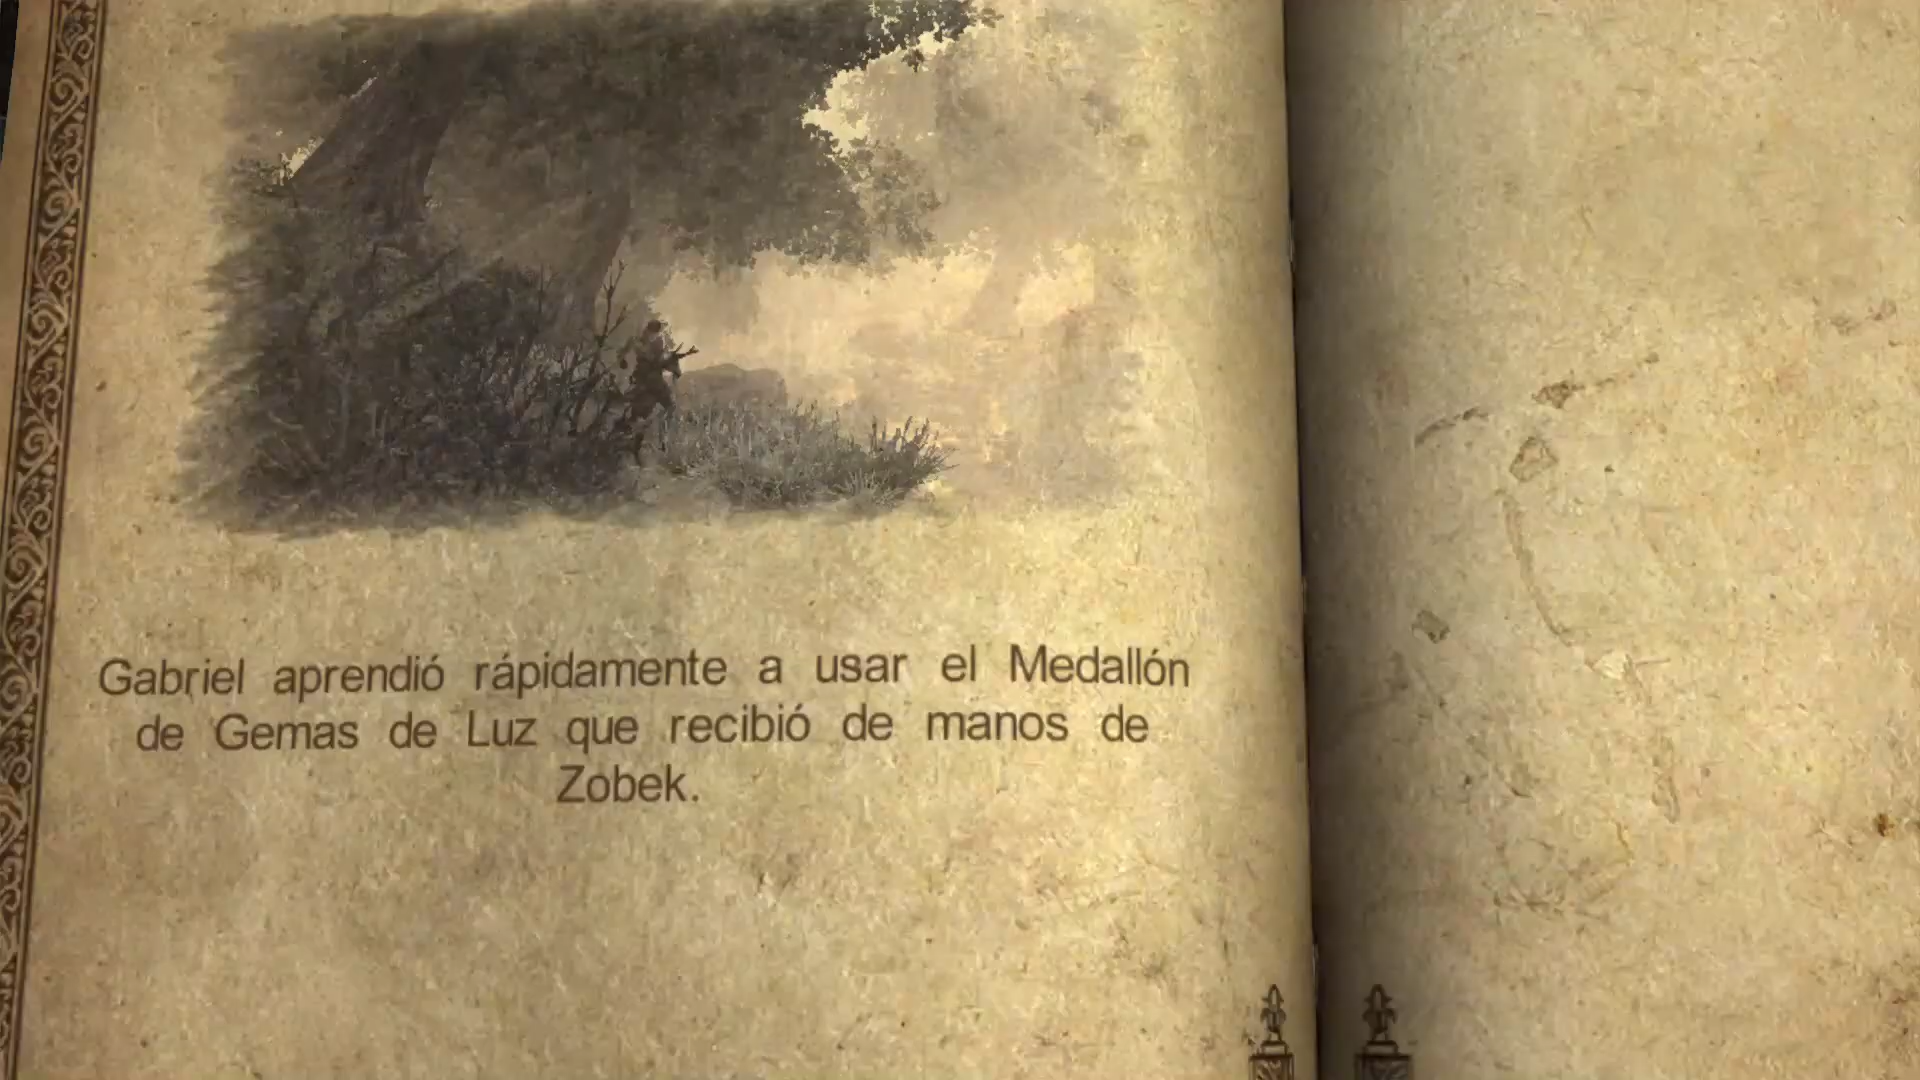 Gabriel aprendió rápidamente a usar el Medallón
de Gemas de Luz que recibió de manos de
Zobek.